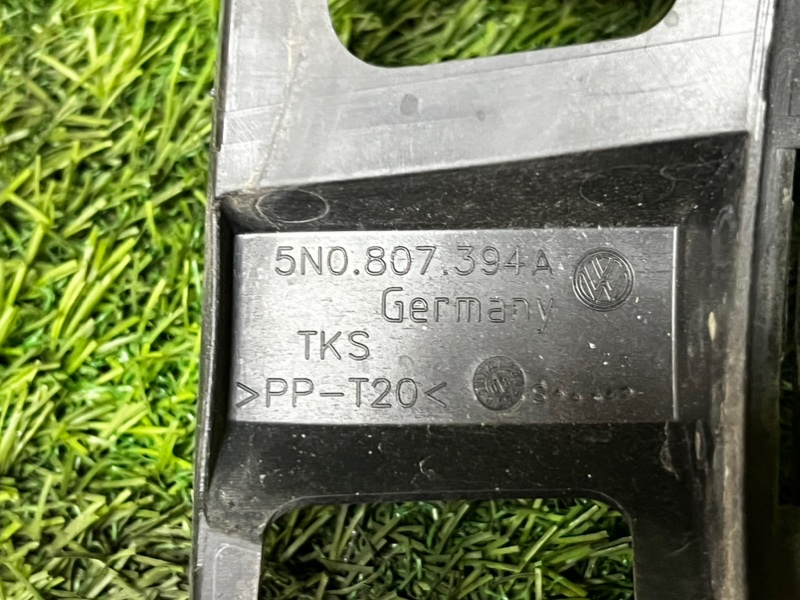 5N0.807.394A
Germany
TKS
>PP-T20<